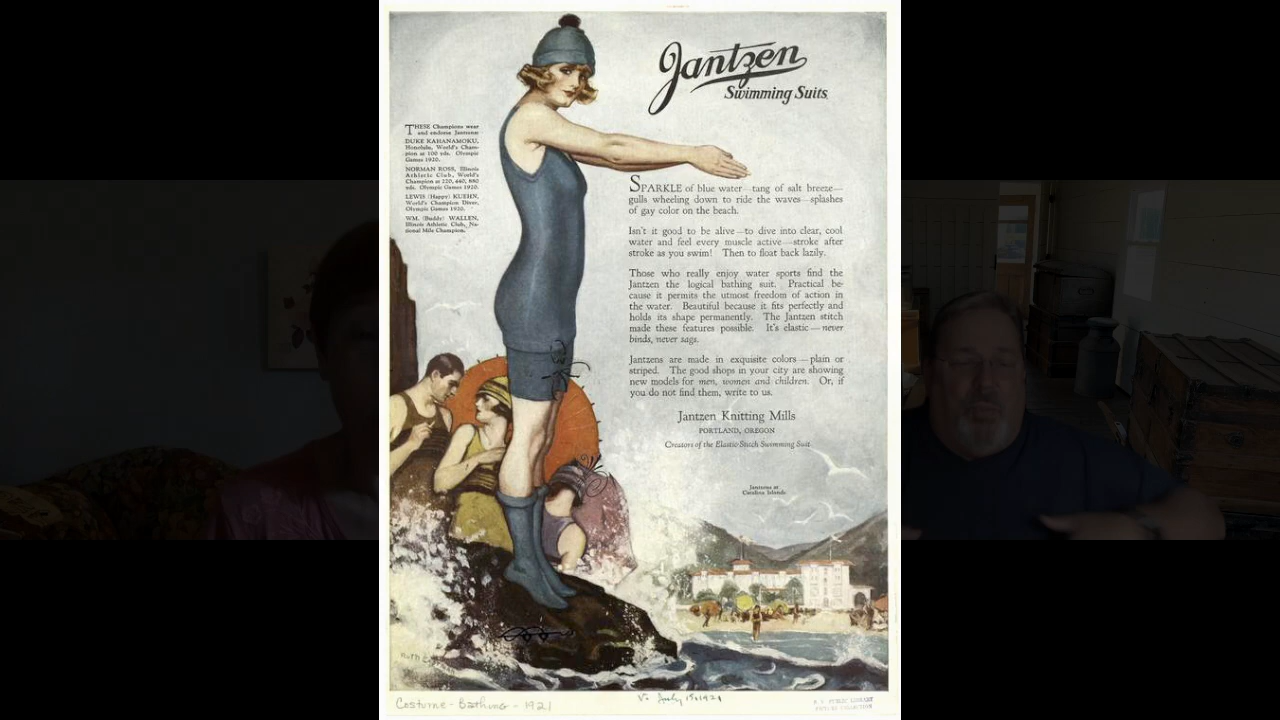 Jantzen
Swimming Suits
THESE Champions wear
and endorse Jantzens:
DUKE KAHANAMOKU,
Honolulu, World's Cham-
pion at 100 yds. Olympic
Games 1920.
NORMAN ROSS, Illinois
Athletic Club, World's
Champion at 220, 440, 880
yds. Olympic Games 1920.
LEWIS (Happy) KUEHN,
World's Champion Diver,
Olympic Games 1920.
WM. (Buddy) WALLEN,
Illinois Athletic Club, Na-
tional Mile Champion.
SPARKLE of blue water—tang of salt breeze—
gulls wheeling down to ride the waves—splashes
of gay color on the beach.
Isn't it good to be alive—to dive into clear, cool
water and feel every muscle active—stroke after
stroke as you swim! Then to float back lazily.
Those who really enjoy water sports find the
Jantzen the logical bathing suit. Practical be-
cause it permits the utmost freedom of action in
the water. Beautiful because it fits perfectly and
holds its shape permanently. The Jantzen stitch
made these features possible. It's elastic—never
binds, never sags.
Jantzens are made in exquisite colors—plain or
striped. The good shops in your city are showing
new models for men, women and children. Or, if
you do not find them, write to us.
Jantzen Knitting Mills
PORTLAND, OREGON
Creators of the Elastic Stitch Swimming Suit
Jantzens at
Catalina Islands
Costume - Bathing - 1921
V. July 15, 1921
PUBLIC LIBRARY
PICTURE COLLECTION